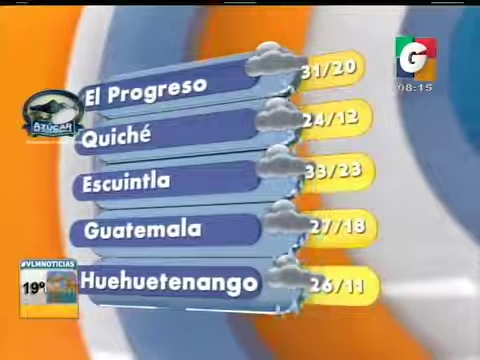 El Progreso 31/20
G
08:15
AZÚCAR
Quiché 24/12
Escuintla 33/23
Guatemala 27/18
#VLMNOTICIAS
19º
Huehuetenango 26/11